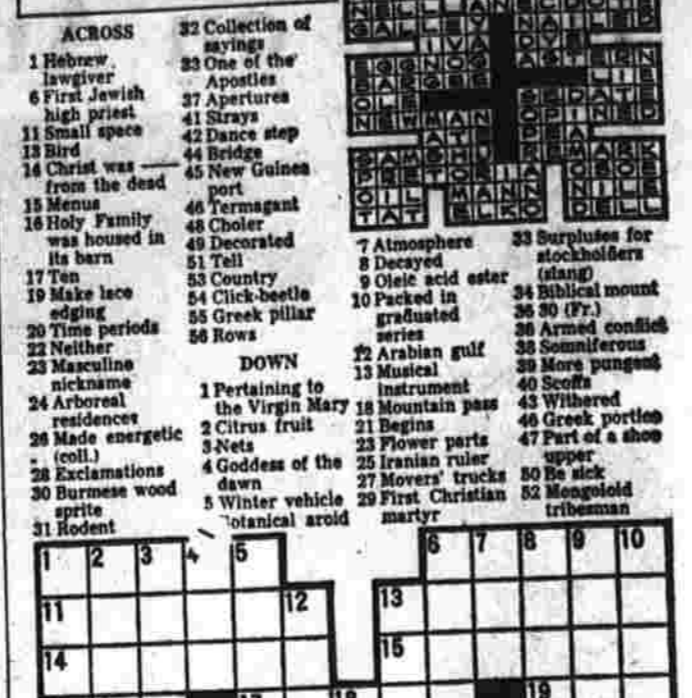 ACROSS
1 Hebrew
lawgiver
6 First Jewish
high priest
11 Small space
13 Bird
14 Christ was ——
from the dead
15 Menus
16 Holy Family
was housed in
its barn
17 Ten
19 Make lace
edging
20 Time periods
22 Neither
23 Masculine
nickname
24 Arboreal
residences
26 Made energetic
(coll.)
28 Exclamations
30 Burmese wood
sprite
31 Rodent
32 Collection of
sayings
33 One of the
Apostles
37 Apertures
41 Strays
42 Dance step
44 Bridge
45 New Guinea
port
46 Termagant
48 Choler
49 Decorated
51 Tell
53 Country
54 Click-beetle
55 Greek pillar
56 Rows
DOWN
1 Pertaining to
the Virgin Mary
2 Citrus fruit
3 Nets
4 Goddess of the
dawn
5 Winter vehicle
Botanical aroid
7 Atmosphere
8 Decayed
9 Oleic acid ester
10 Packed in
graduated
series
12 Arabian gulf
13 Musical
instrument
18 Mountain pass
21 Begins
23 Flower parts
25 Iranian ruler
27 Movers' trucks
29 First Christian
martyr
33 Surpluses for
stockholders
(slang)
34 Biblical mount
35 30 (Fr.)
36 Armed conflict
38 Somniferous
39 More pungent
40 Scoffs
43 Withered
46 Greek portico
47 Part of a shoe
upper
50 Be sick
52 Mongoloid
tribesman
1 2 3 4 5 6 7 8 9 10
11 12 13
14 15
19